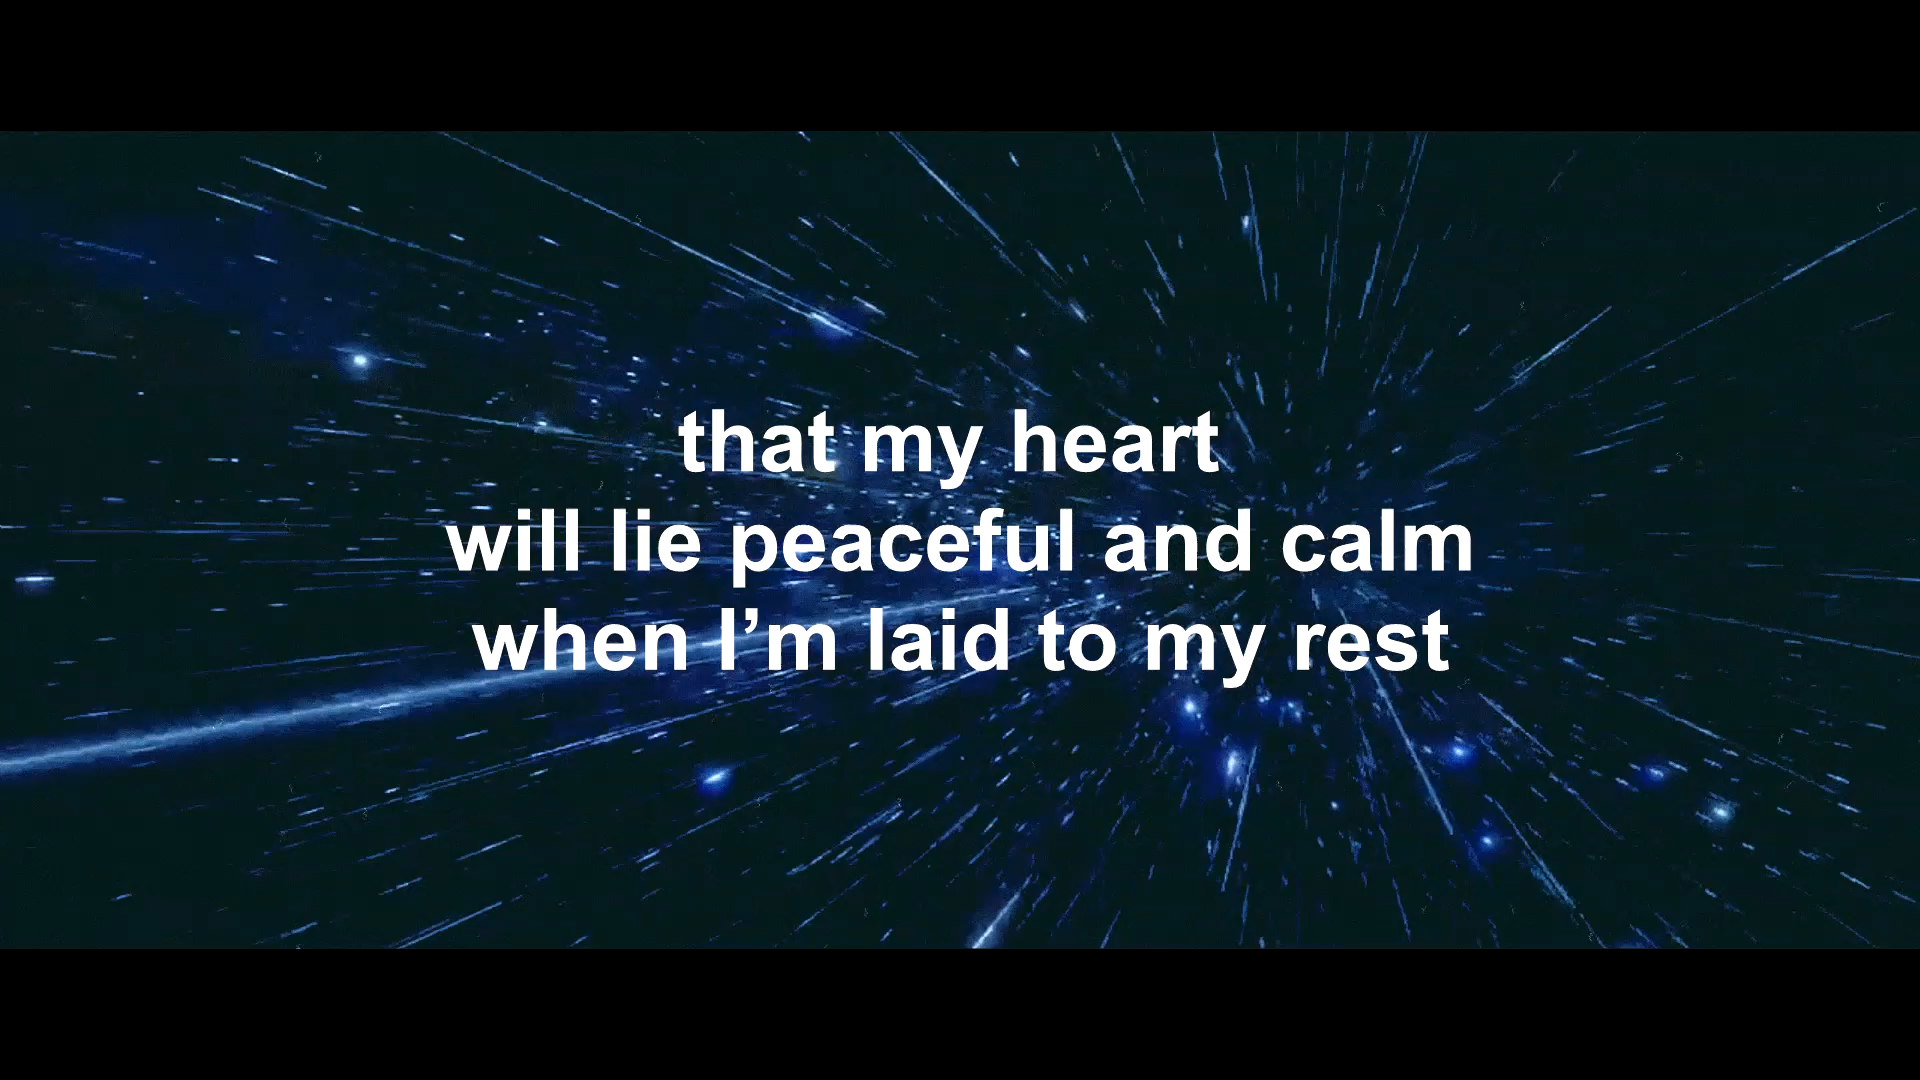 that my heart
will lie peaceful and calm
when I’m laid to my rest